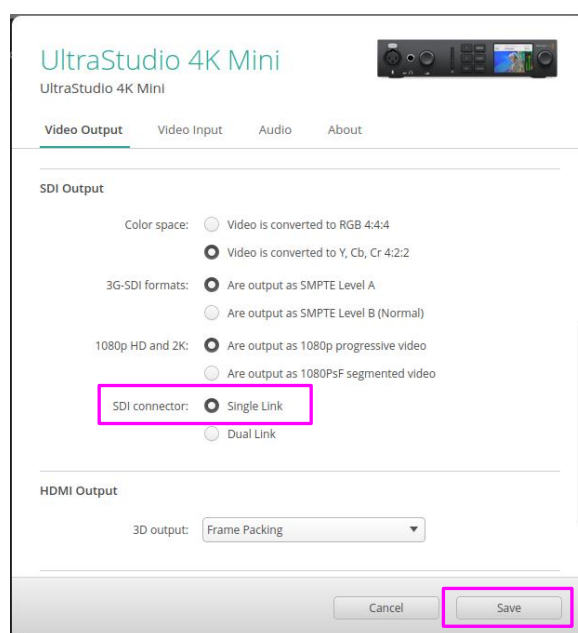 UltraStudio 4K Mini
UltraStudio 4K Mini
Video Output Video Input Audio About
SDI Output
Color space: Video is converted to RGB 4:4:4
Video is converted to Y, Cb, Cr 4:2:2
3G-SDI formats: Are output as SMPTE Level A
Are output as SMPTE Level B (Normal)
1080p HD and 2K: Are output as 1080p progressive video
Are output as 1080PsF segmented video
SDI connector: Single Link
Dual Link
HDMI Output
3D output: Frame Packing
Cancel Save